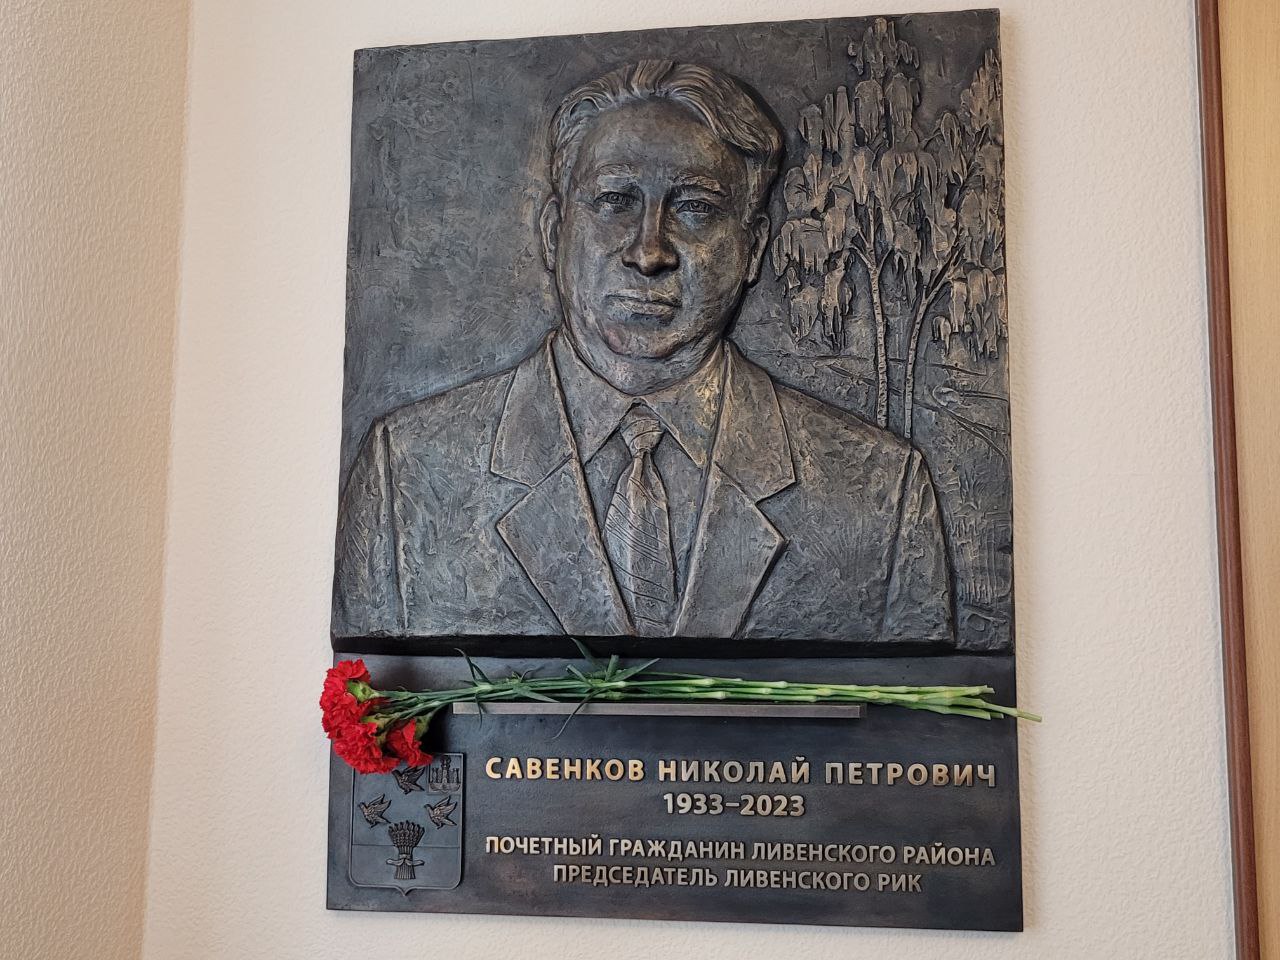 САВЕНКОВ НИКОЛАЙ ПЕТРОВИЧ
1933–2023
ПОЧЕТНЫЙ ГРАЖДАНИН ЛИВЕНСКОГО РАЙОНА
ПРЕДСЕДАТЕЛЬ ЛИВЕНСКОГО РИК